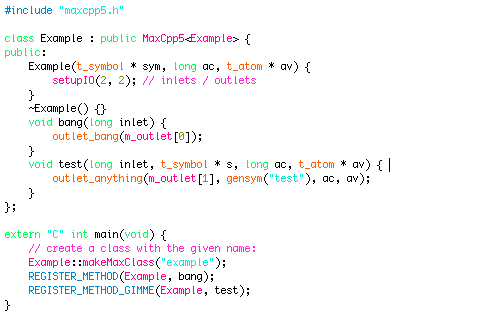 #include "maxcpp5.h"

class Example : public MaxCpp5<Example> {
public:
    Example(t_symbol * sym, long ac, t_atom * av) {
        setupIO(2, 2); // inlets / outlets
    }
    ~Example() {}
    void bang(long inlet) {
        outlet_bang(m_outlet[0]);
    }
    void test(long inlet, t_symbol * s, long ac, t_atom * av) {
        outlet_anything(m_outlet[1], gensym("test"), ac, av);
    }
};

extern "C" int main(void) {
    // create a class with the given name:
    Example::makeMaxClass("example");
    REGISTER_METHOD(Example, bang);
    REGISTER_METHOD_GIMME(Example, test);
}